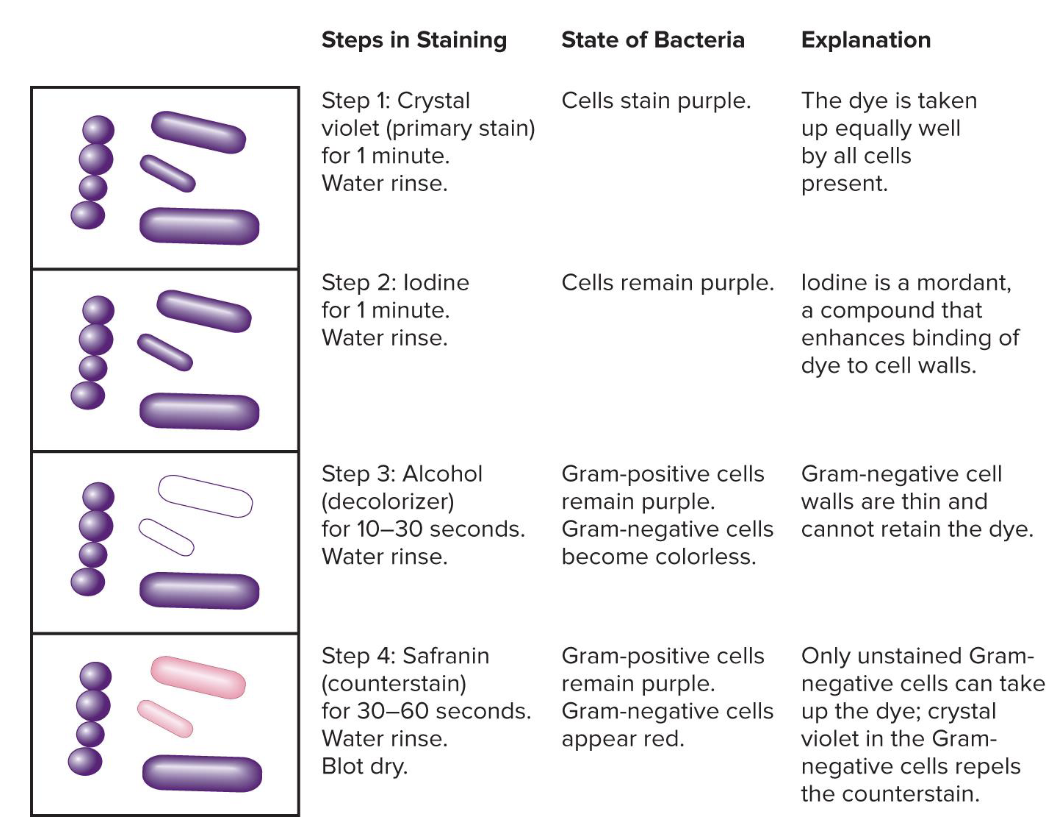 Steps in Staining
State of Bacteria
Explanation
Step 1: Crystal
violet (primary stain)
for 1 minute.
Water rinse.
Cells stain purple.
The dye is taken
up equally well
by all cells
present.
Step 2: Iodine
for 1 minute.
Water rinse.
Cells remain purple.
Iodine is a mordant,
a compound that
enhances binding of
dye to cell walls.
Step 3: Alcohol
(decolorizer)
for 10–30 seconds.
Water rinse.
Gram-positive cells
remain purple.
Gram-negative cells
become colorless.
Gram-negative cell
walls are thin and
cannot retain the dye.
Step 4: Safranin
(counterstain)
for 30–60 seconds.
Water rinse.
Blot dry.
Gram-positive cells
remain purple.
Gram-negative cells
appear red.
Only unstained Gram-
negative cells can take
up the dye; crystal
violet in the Gram-
negative cells repels
the counterstain.